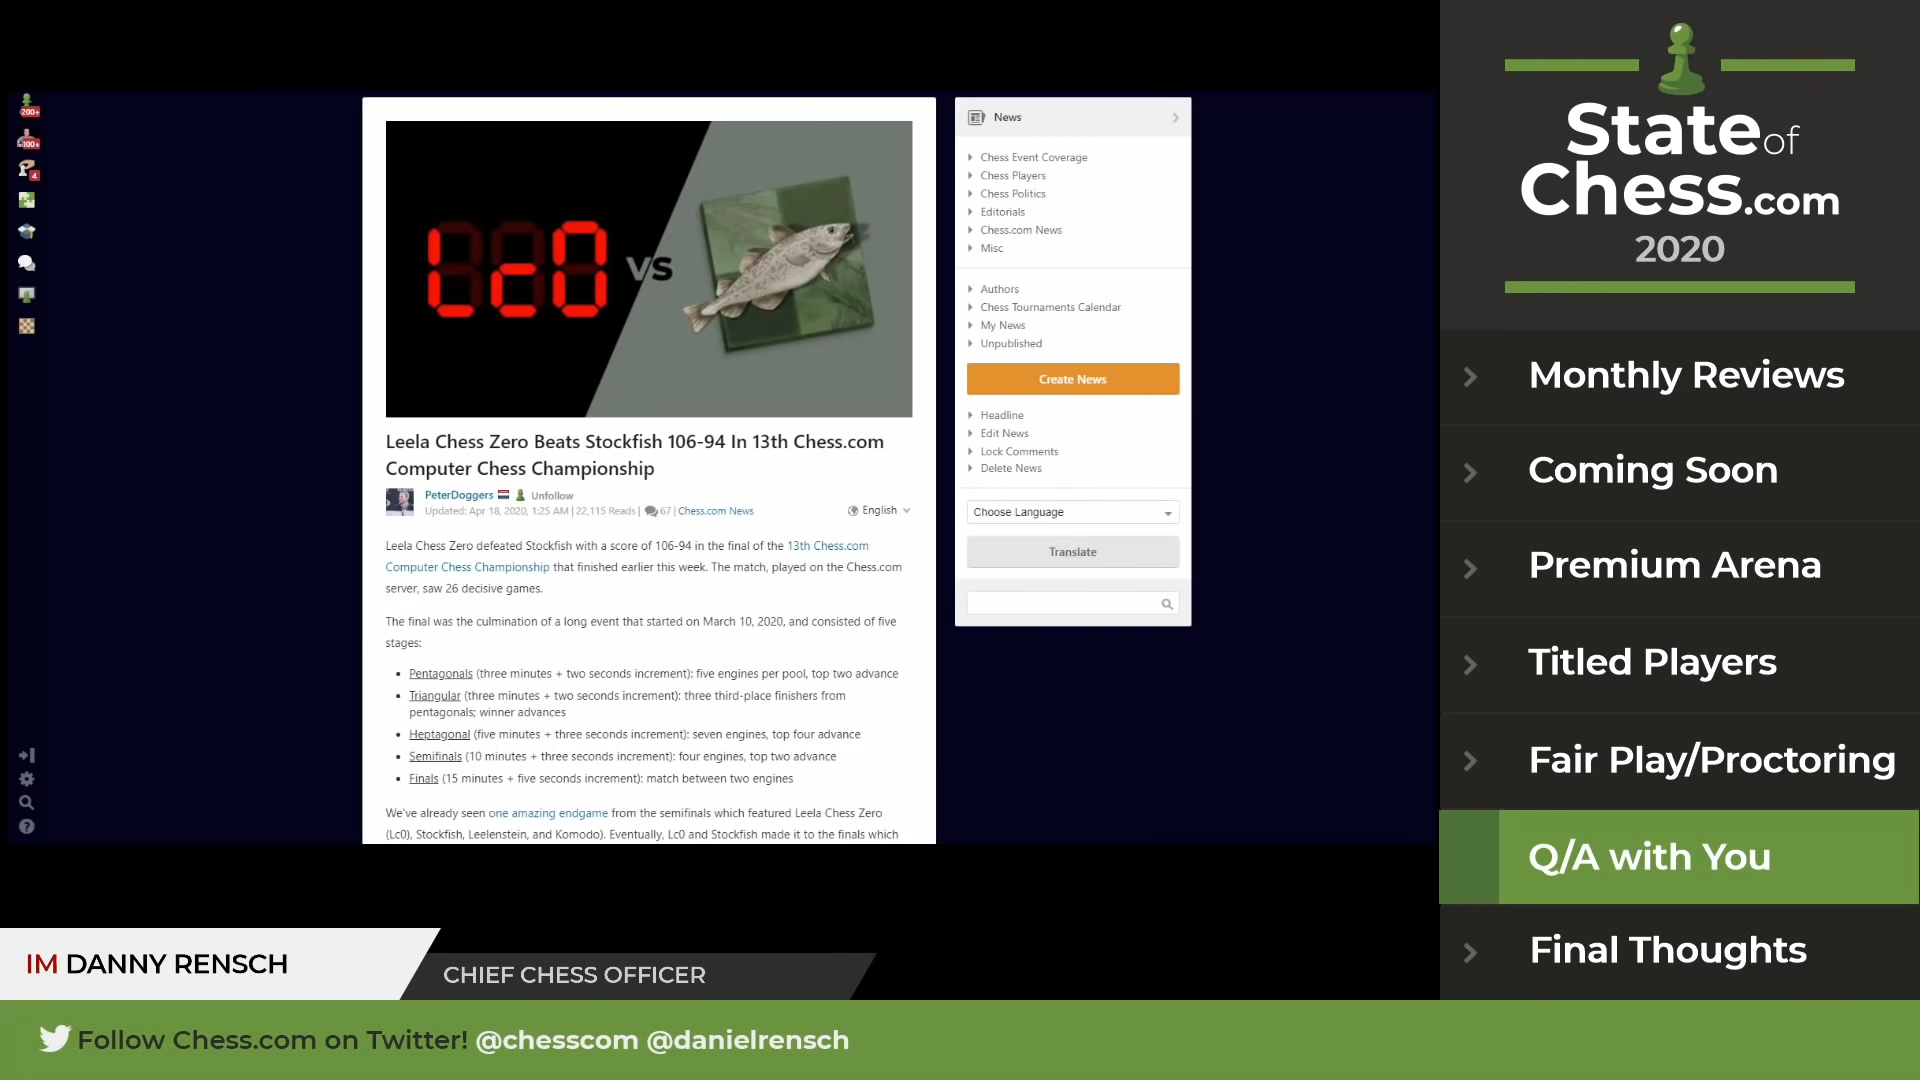 200+
100+
4
Lc0 vs
Leela Chess Zero Beats Stockfish 106-94 In 13th Chess.com
Computer Chess Championship
PeterDoggers Unfollow
Updated: Apr 18, 2020, 1:25 AM | 22,115 Reads | 67 | Chess.com News
English
Leela Chess Zero defeated Stockfish with a score of 106-94 in the final of the 13th Chess.com
Computer Chess Championship that finished earlier this week. The match, played on the Chess.com
server, saw 26 decisive games.
The final was the culmination of a long event that started on March 10, 2020, and consisted of five
stages:
• Pentagonals (three minutes + two seconds increment): five engines per pool, top two advance
• Triangular (three minutes + two seconds increment): three third-place finishers from
pentagonals; winner advances
• Heptagonal (five minutes + three seconds increment): seven engines, top four advance
• Semifinals (10 minutes + three seconds increment): four engines, top two advance
• Finals (15 minutes + five seconds increment): match between two engines
We've already seen one amazing endgame from the semifinals which featured Leela Chess Zero
(Lc0), Stockfish, Leelenstein, and Komodo). Eventually, Lc0 and Stockfish made it to the finals which
News
Chess Event Coverage
Chess Players
Chess Politics
Editorials
Chess.com News
Misc
Authors
Chess Tournaments Calendar
My News
Unpublished
Create News
Headline
Edit News
Lock Comments
Delete News
Choose Language
Translate
State of
Chess.com
2020
Monthly Reviews
Coming Soon
Premium Arena
Titled Players
Fair Play/Proctoring
Q/A with You
Final Thoughts
IM DANNY RENSCH
CHIEF CHESS OFFICER
Follow Chess.com on Twitter! @chesscom @danielrensch